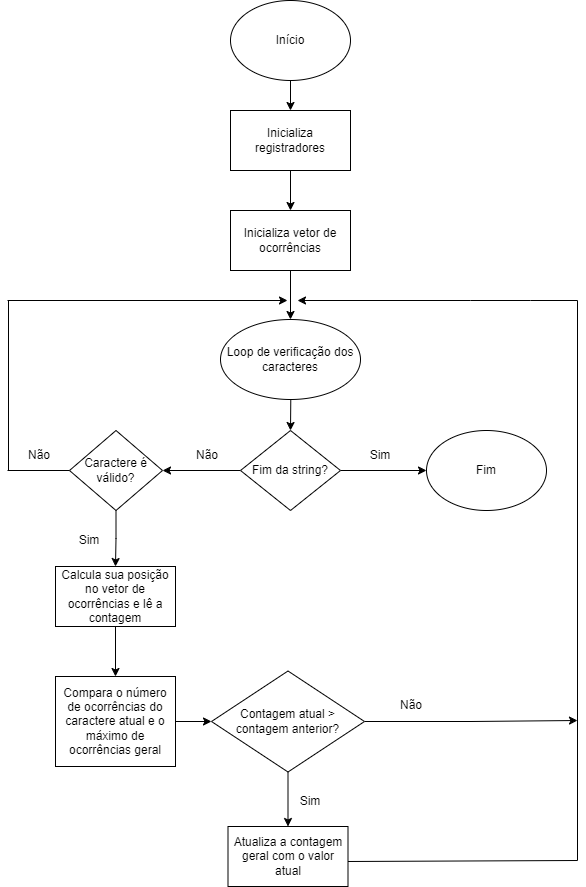 Início
Inicializa
registradores
Inicializa vetor de
ocorrências
Loop de verificação dos
caracteres
Não
Caractere é
válido?
Não
Fim da string?
Sim
Fim
Sim
Calcula sua posição
no vetor de
ocorrências e lê a
contagem
Compara o número
de ocorrências do
caractere atual e o
máximo de
ocorrências geral
Contagem atual >
contagem anterior?
Não
Sim
Atualiza a contagem
geral com o valor
atual